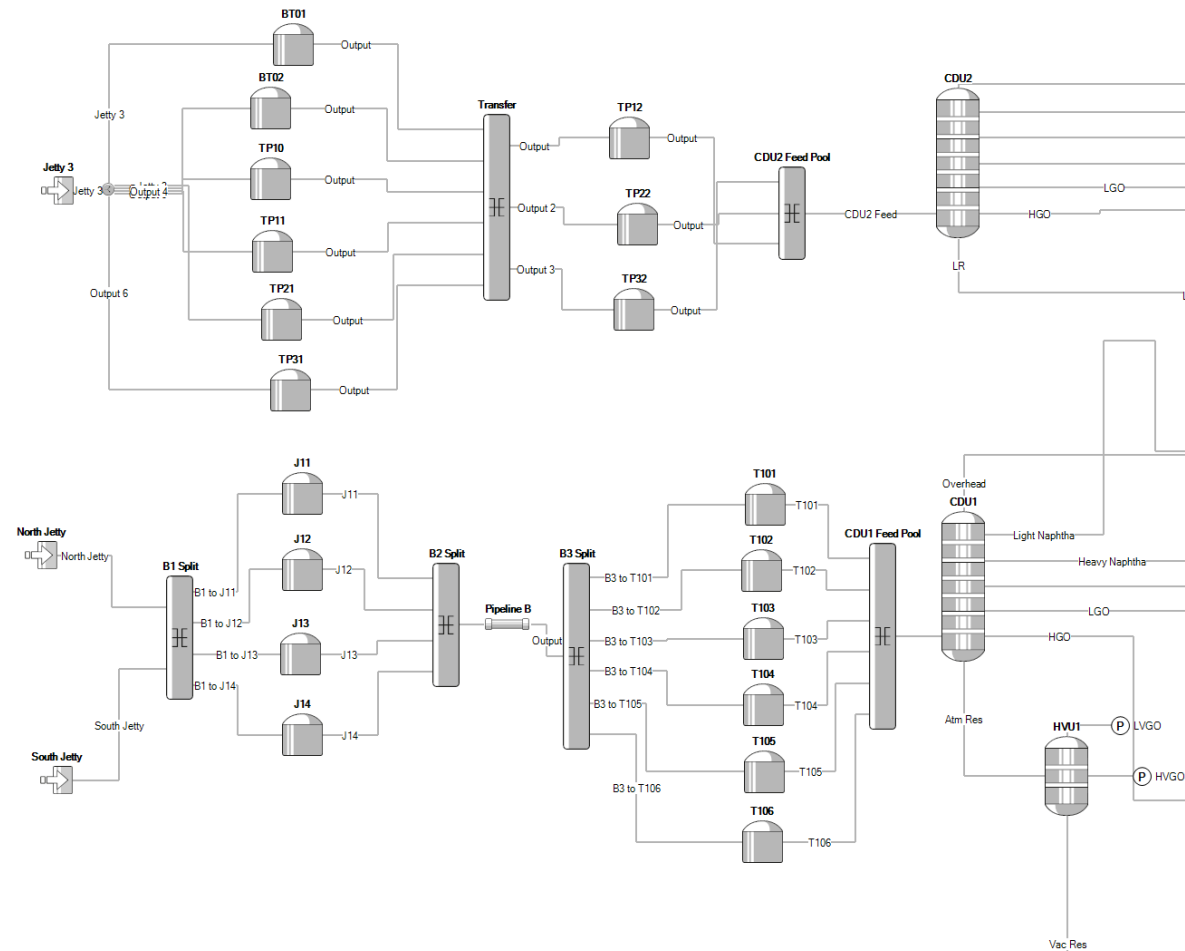 BT01
Output
BT02
Output
Jetty 3
Jetty 3
Jetty 3
Output 4
TP10
Output
TP11
Output
Output 6
TP21
Output
TP31
Output
Transfer
Output
Output 2
Output 3
TP12
Output
TP22
Output
TP32
Output
CDU2 Feed Pool
CDU2 Feed
CDU2
LGO
HGO
LR
North Jetty
North Jetty
South Jetty
South Jetty
B1 Split
B1 to J11
B1 to J12
B1 to J13
B1 to J14
J11
J11
J12
J12
J13
J13
J14
J14
B2 Split
Pipeline B
Output
B3 Split
B3 to T101
B3 to T102
B3 to T103
B3 to T104
B3 to T105
B3 to T106
T101
T101
T102
T102
T103
T103
T104
T104
T105
T105
T106
T106
CDU1 Feed Pool
Overhead
CDU1
Light Naphtha
Heavy Naphtha
LGO
HGO
Atm Res
HVU1
P LVGO
P HVGO
Vac Res